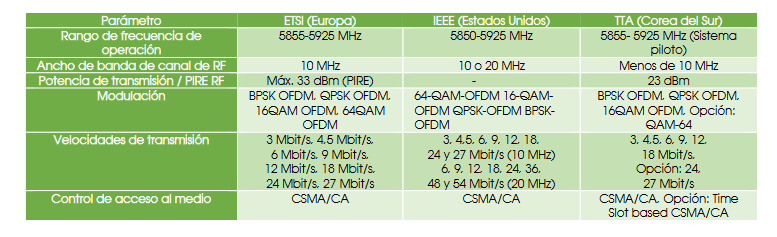 Parámetro ETSI (Europa) IEEE (Estados Unidos) TTA (Corea del Sur)
Rango de frecuencia de 5855-5925 MHz 5850-5925 MHz 5855- 5925 MHz (Sistema
operación piloto)
Ancho de banda de canal de RF 10 MHz 10 o 20 MHz Menos de 10 MHz
Potencia de transmisión / PIRE RF Máx. 33 dBm (PIRE) - 23 dBm
Modulación BPSK OFDM, QPSK OFDM, 64-QAM-OFDM 16-QAM- BPSK OFDM, QPSK OFDM,
16QAM OFDM, 64QAM OFDM QPSK-OFDM BPSK- 16QAM OFDM, Opción:
OFDM OFDM QAM-64
Velocidades de transmisión 3 Mbit/s, 4,5 Mbit/s, 3, 4,5, 6, 9, 12, 18, 3, 4,5, 6, 9, 12,
6 Mbit/s, 9 Mbit/s, 24 y 27 Mbit/s (10 MHz) 18 Mbit/s,
12 Mbit/s, 18 Mbit/s, 6, 9, 12, 18, 24, 36, Opción: 24,
24 Mbit/s, 27 Mbit/s 48 y 54 Mbit/s (20 MHz) 27 Mbit/s
Control de acceso al medio CSMA/CA CSMA/CA CSMA/CA, Opción: Time
Slot based CSMA/CA